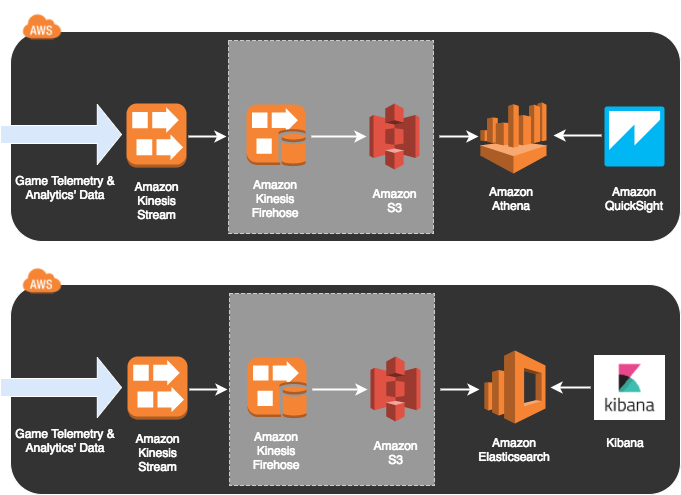 AWS
Game Telemetry &
Analytics' Data
Amazon
Kinesis
Stream
Amazon
Kinesis
Firehose
Amazon
S3
Amazon
Athena
Amazon
QuickSight
AWS
Game Telemetry &
Analytics' Data
Amazon
Kinesis
Stream
Amazon
Kinesis
Firehose
Amazon
S3
Amazon
Elasticsearch
kibana
Kibana